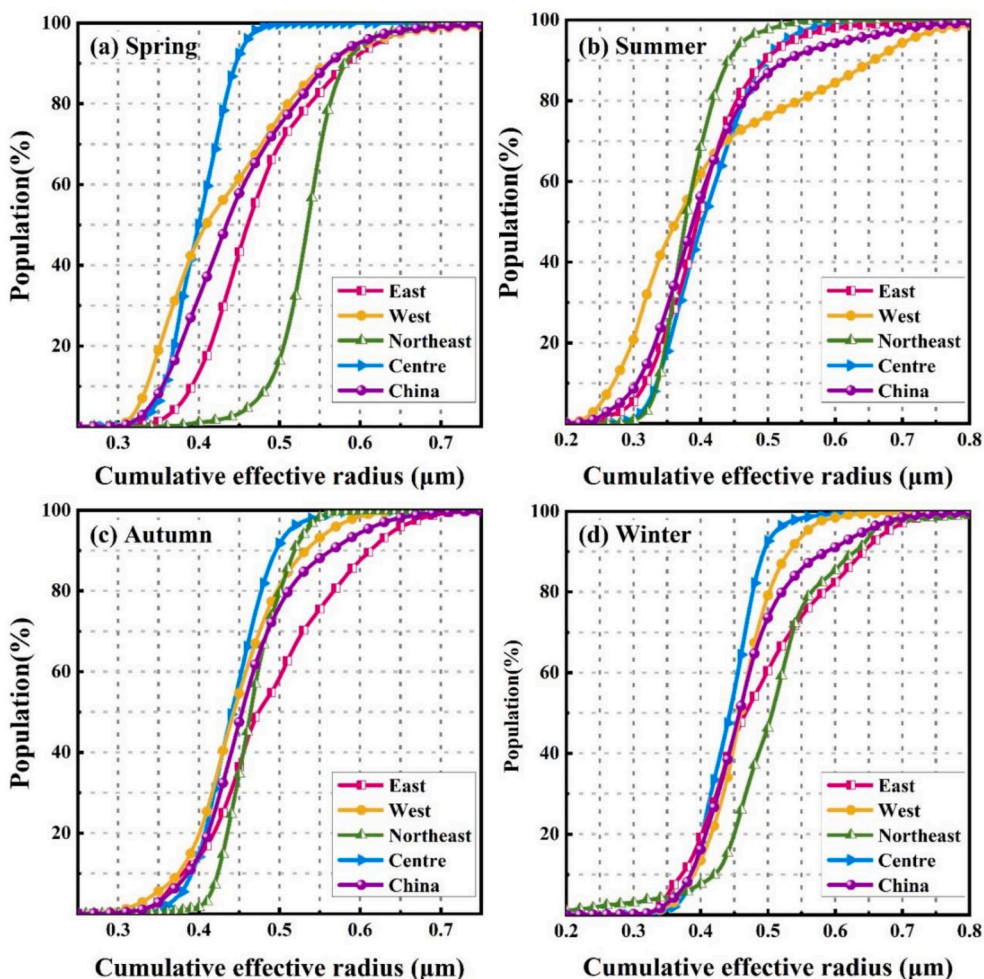 (a) Spring
Population(%)
100
80
60
40
20
0.3 0.4 0.5 0.6 0.7
Cumulative effective radius (μm)
East
West
Northeast
Centre
China
(b) Summer
Population(%)
100
80
60
40
20
0.2 0.3 0.4 0.5 0.6 0.7 0.8
Cumulative effective radius (μm)
East
West
Northeast
Centre
China
(c) Autumn
Population(%)
100
80
60
40
20
0.3 0.4 0.5 0.6 0.7
Cumulative effective radius (μm)
East
West
Northeast
Centre
China
(d) Winter
Population(%)
100
80
60
40
20
0.2 0.3 0.4 0.5 0.6 0.7 0.8
Cumulative effective radius (μm)
East
West
Northeast
Centre
China